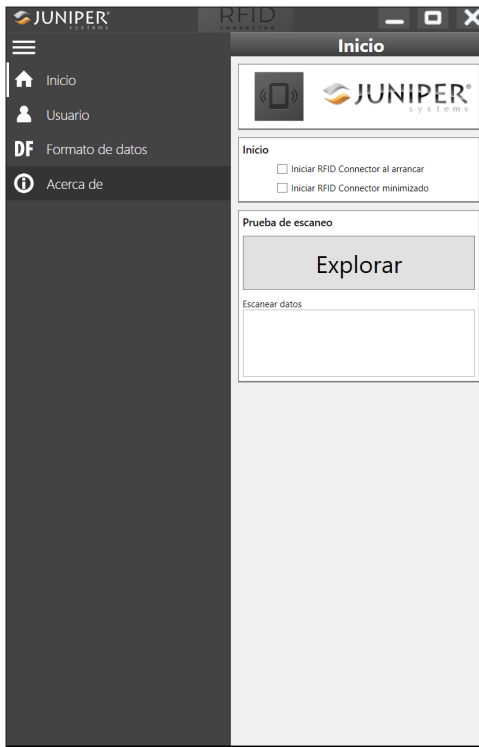 JUNIPER®
systems
RFID
CONNECTOR
Inicio
Inicio
Usuario
DF Formato de datos
Acerca de
JUNIPER®
systems
Inicio
Iniciar RFID Connector al arrancar
Iniciar RFID Connector minimizado
Prueba de escaneo
Explorar
Escanear datos